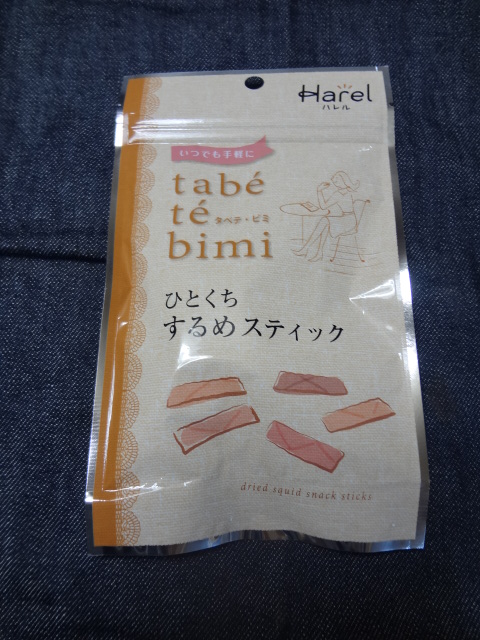 Harel
ハレル
いつでも手軽に
tabé
té タベテ・ビミ
bimi
ひとくち
するめスティック
dried squid snack sticks